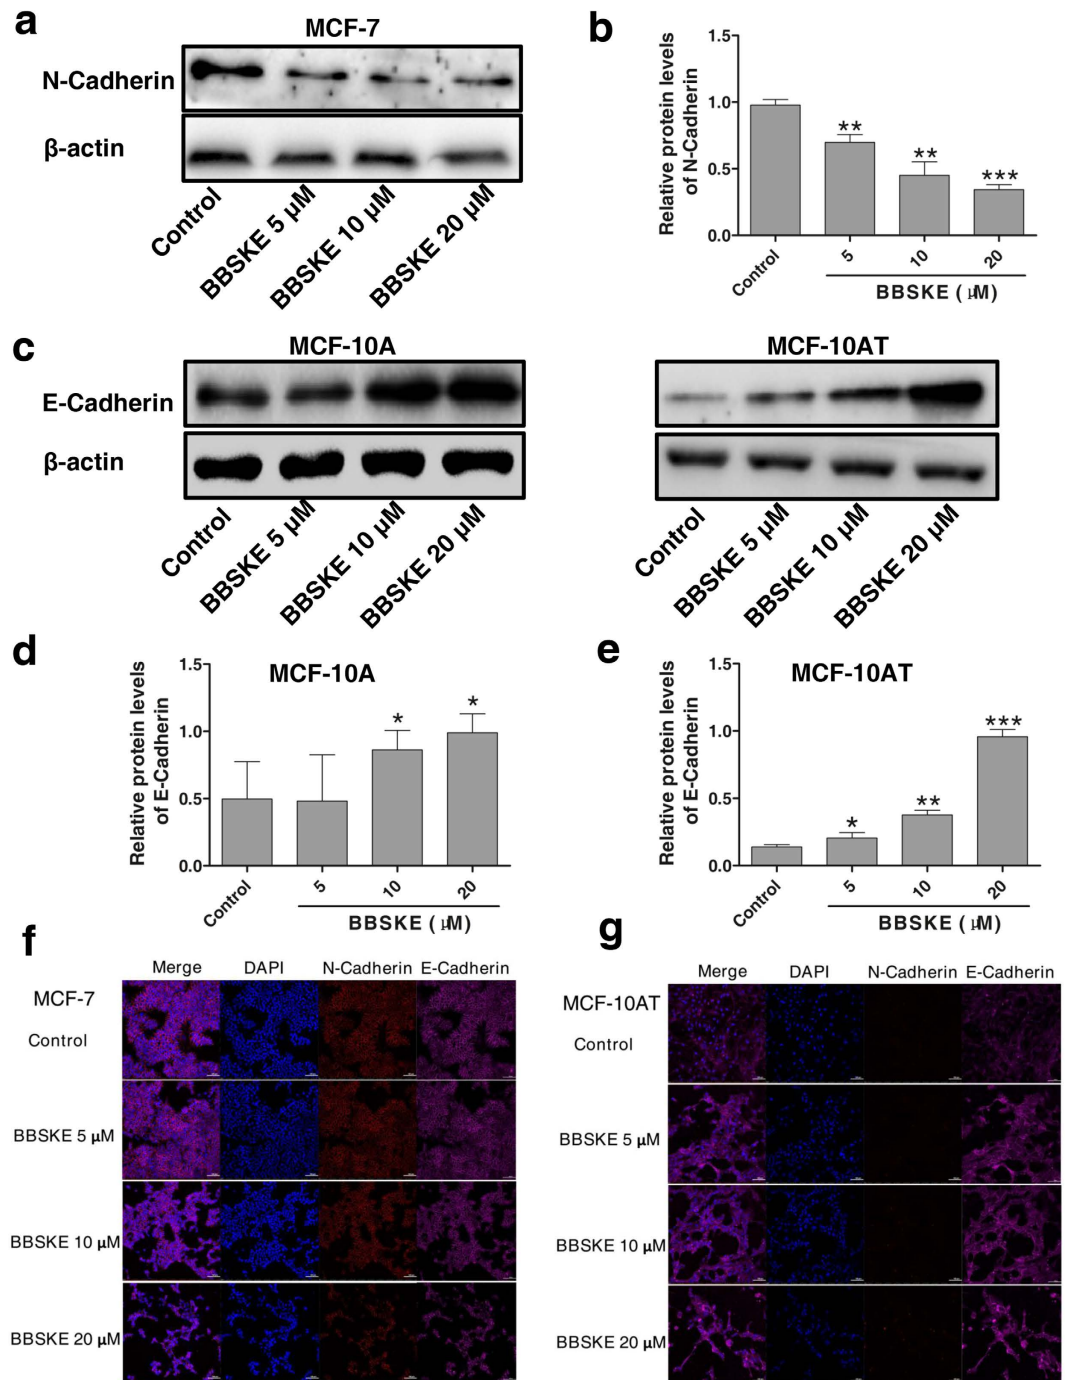 a
MCF-7
N-Cadherin
β-actin
Control
BBSKE 5 μM
BBSKE 10 μM
BBSKE 20 μM
b
Relative protein levels
of N-Cadherin
1.5
1.0
0.5
0.0
**
**
***
Control
5
10
20
BBSKE ( μM)
c
MCF-10A
E-Cadherin
β-actin
Control
BBSKE 5 μM
BBSKE 10 μM
BBSKE 20 μM
MCF-10AT
Control
BBSKE 5 μM
BBSKE 10 μM
BBSKE 20 μM
d
MCF-10A
Relative protein levels
of E-Cadherin
1.5
1.0
0.5
0.0
*
*
Control
5
10
20
BBSKE ( μM)
e
MCF-10AT
Relative protein levels
of E-Cadherin
1.5
1.0
0.5
0.0
*
**
***
Control
5
10
20
BBSKE ( μM)
f
Merge DAPI N-Cadherin E-Cadherin
MCF-7
Control
BBSKE 5 μM
BBSKE 10 μM
BBSKE 20 μM
g
Merge DAPI N-Cadherin E-Cadherin
MCF-10AT
Control
BBSKE 5 μM
BBSKE 10 μM
BBSKE 20 μM